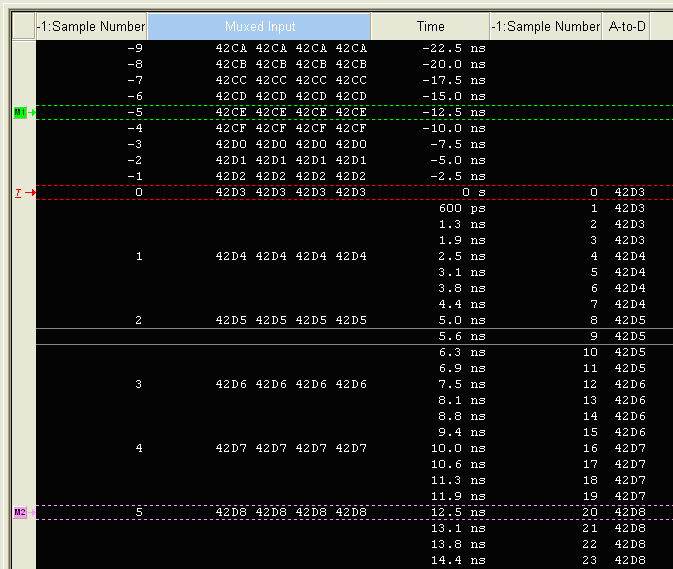 -1:Sample Number Muxed Input Time -1:Sample Number A-to-D
-9 42CA 42CA 42CA 42CA -22.5 ns
-8 42CB 42CB 42CB 42CB -20.0 ns
-7 42CC 42CC 42CC 42CC -17.5 ns
-6 42CD 42CD 42CD 42CD -15.0 ns
M1 -5 42CE 42CE 42CE 42CE -12.5 ns
-4 42CF 42CF 42CF 42CF -10.0 ns
-3 42D0 42D0 42D0 42D0 -7.5 ns
-2 42D1 42D1 42D1 42D1 -5.0 ns
-1 42D2 42D2 42D2 42D2 -2.5 ns
T 0 42D3 42D3 42D3 42D3 0 s 0 42D3
600 ps 1 42D3
1.3 ns 2 42D3
1.9 ns 3 42D3
1 42D4 42D4 42D4 42D4 2.5 ns 4 42D4
3.1 ns 5 42D4
3.8 ns 6 42D4
4.4 ns 7 42D4
2 42D5 42D5 42D5 42D5 5.0 ns 8 42D5
5.6 ns 9 42D5
6.3 ns 10 42D5
6.9 ns 11 42D5
3 42D6 42D6 42D6 42D6 7.5 ns 12 42D6
8.1 ns 13 42D6
8.8 ns 14 42D6
9.4 ns 15 42D6
4 42D7 42D7 42D7 42D7 10.0 ns 16 42D7
10.6 ns 17 42D7
11.3 ns 18 42D7
11.9 ns 19 42D7
M2 5 42D8 42D8 42D8 42D8 12.5 ns 20 42D8
13.1 ns 21 42D8
13.8 ns 22 42D8
14.4 ns 23 42D8